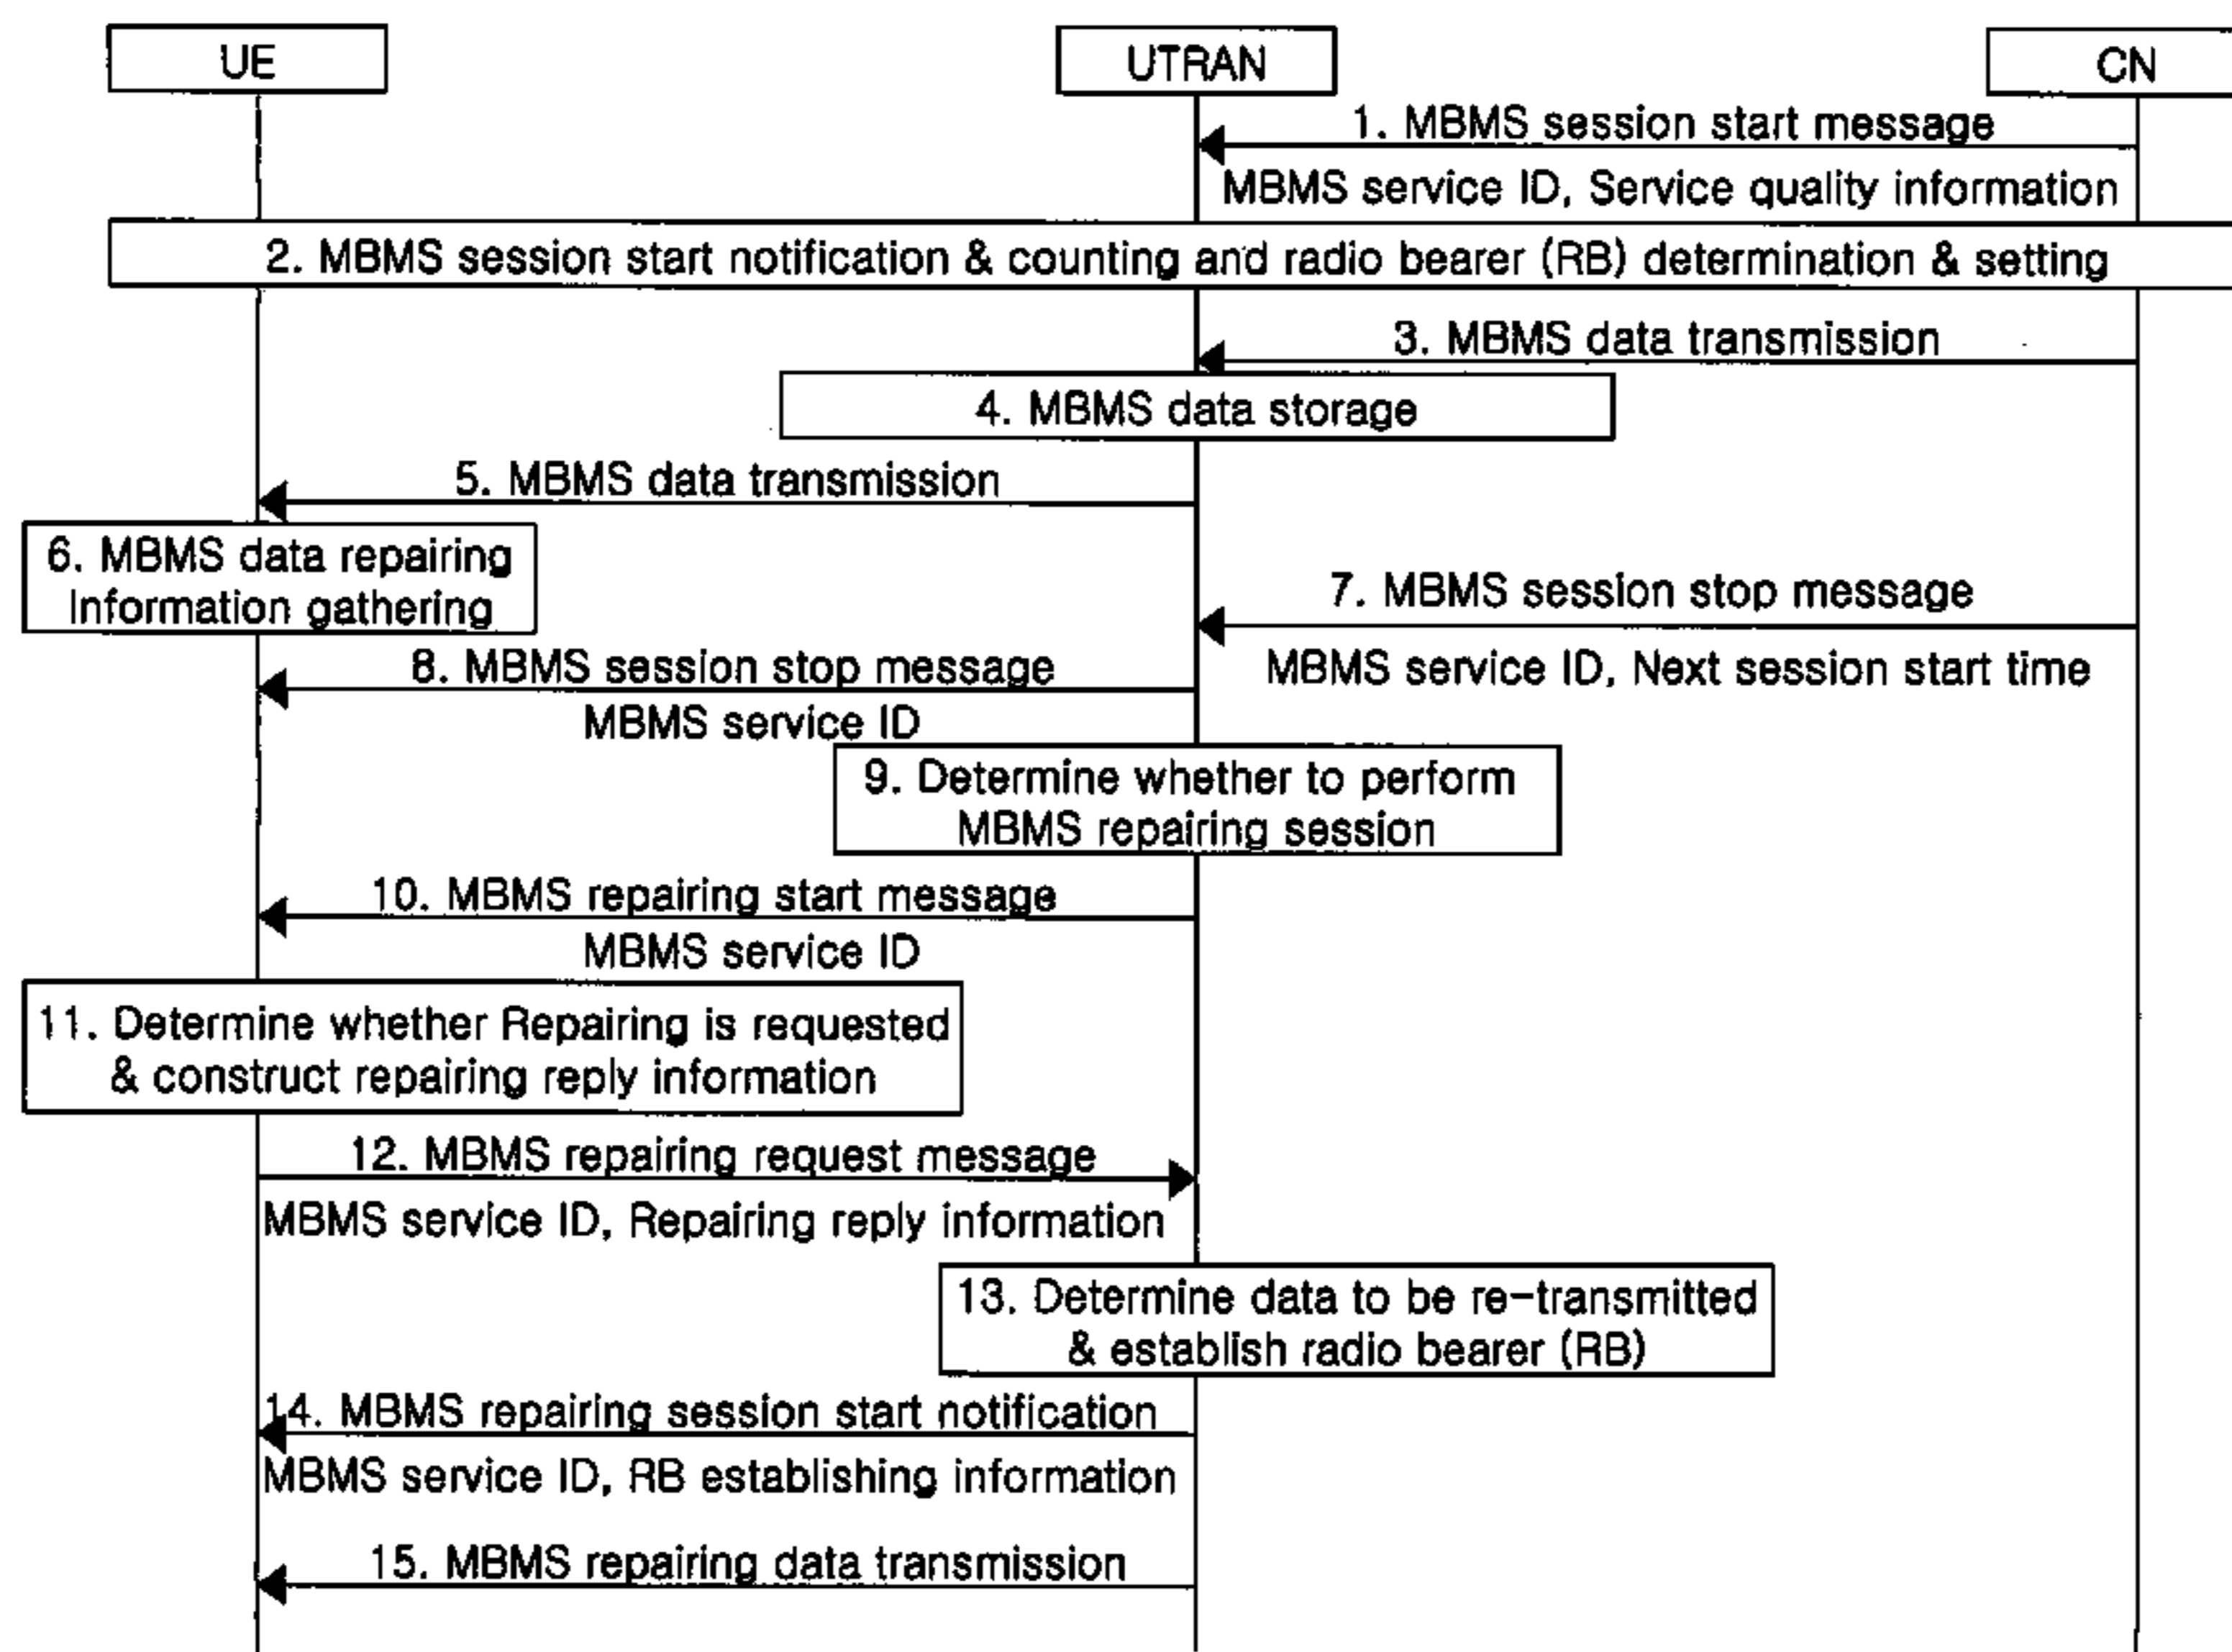 UE
UTRAN
CN
1. MBMS session start message
MBMS service ID, Service quality information
2. MBMS session start notification & counting and radio bearer (RB) determination & setting
3. MBMS data transmission
4. MBMS data storage
5. MBMS data transmission
6. MBMS data repairing
Information gathering
7. MBMS session stop message
MBMS service ID, Next session start time
8. MBMS session stop message
MBMS service ID
9. Determine whether to perform
MBMS repairing session
10. MBMS repairing start message
MBMS service ID
11. Determine whether Repairing is requested
& construct repairing reply information
12. MBMS repairing request message
MBMS service ID, Repairing reply information
13. Determine data to be re-transmitted
& establish radio bearer (RB)
14. MBMS repairing session start notification
MBMS service ID, RB establishing information
15. MBMS repairing data transmission